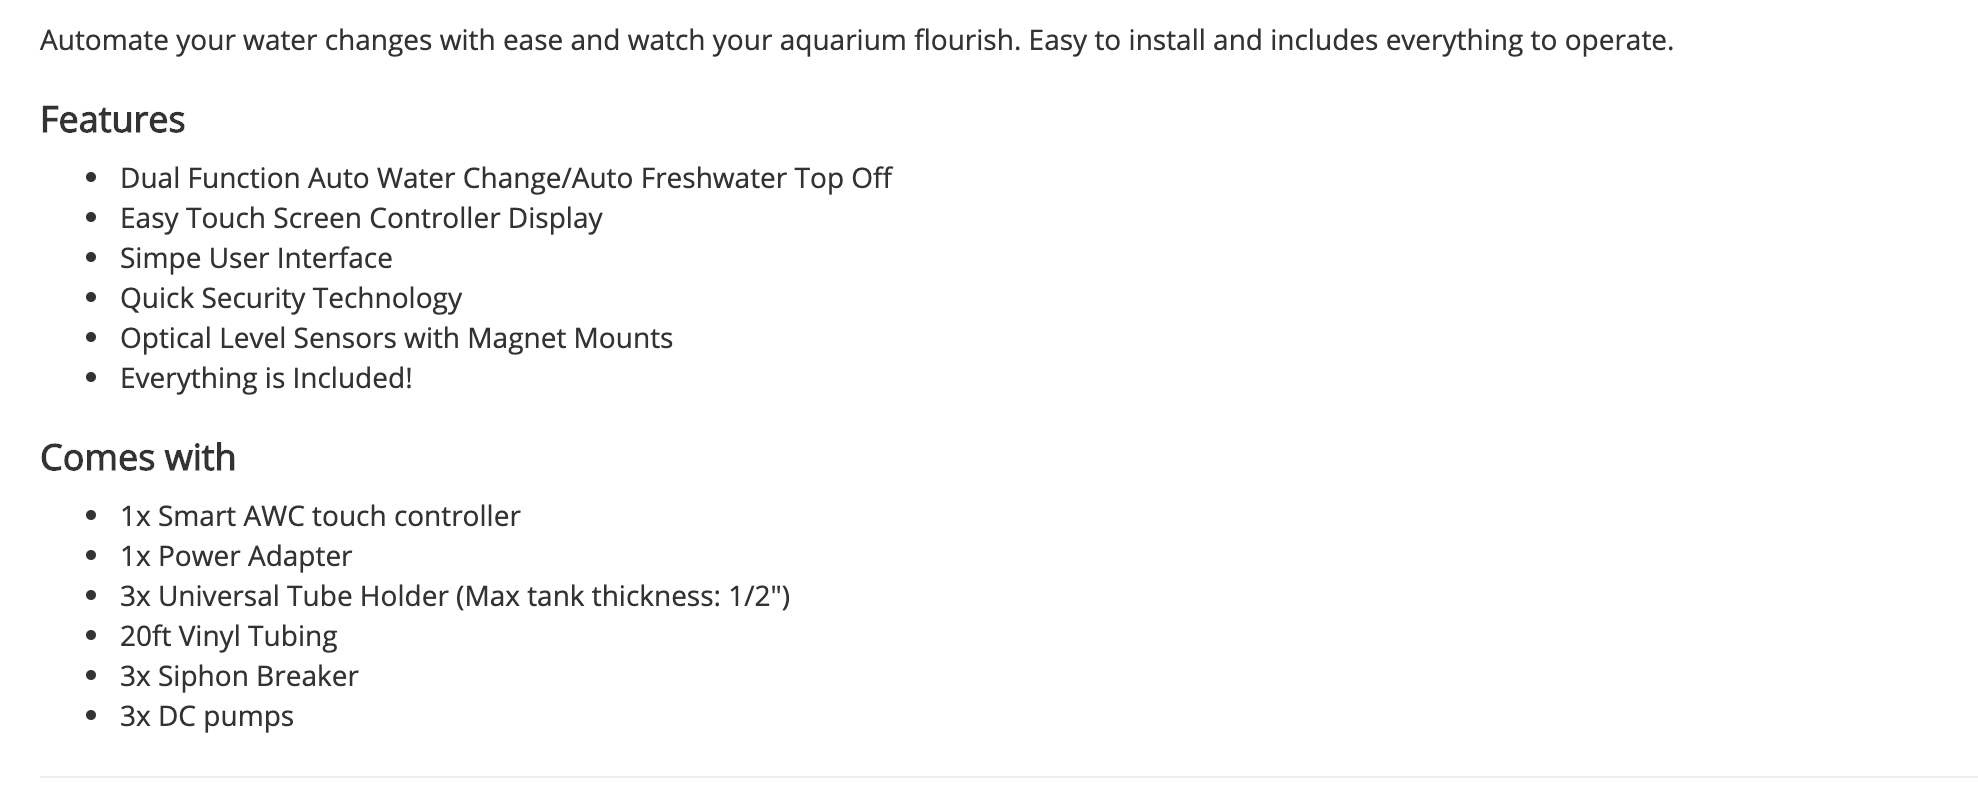 Automate your water changes with ease and watch your aquarium flourish. Easy to install and includes everything to operate.
Features
• Dual Function Auto Water Change/Auto Freshwater Top Off
• Easy Touch Screen Controller Display
• Simpe User Interface
• Quick Security Technology
• Optical Level Sensors with Magnet Mounts
• Everything is Included!
Comes with
• 1x Smart AWC touch controller
• 1x Power Adapter
• 3x Universal Tube Holder (Max tank thickness: 1/2")
• 20ft Vinyl Tubing
• 3x Siphon Breaker
• 3x DC pumps